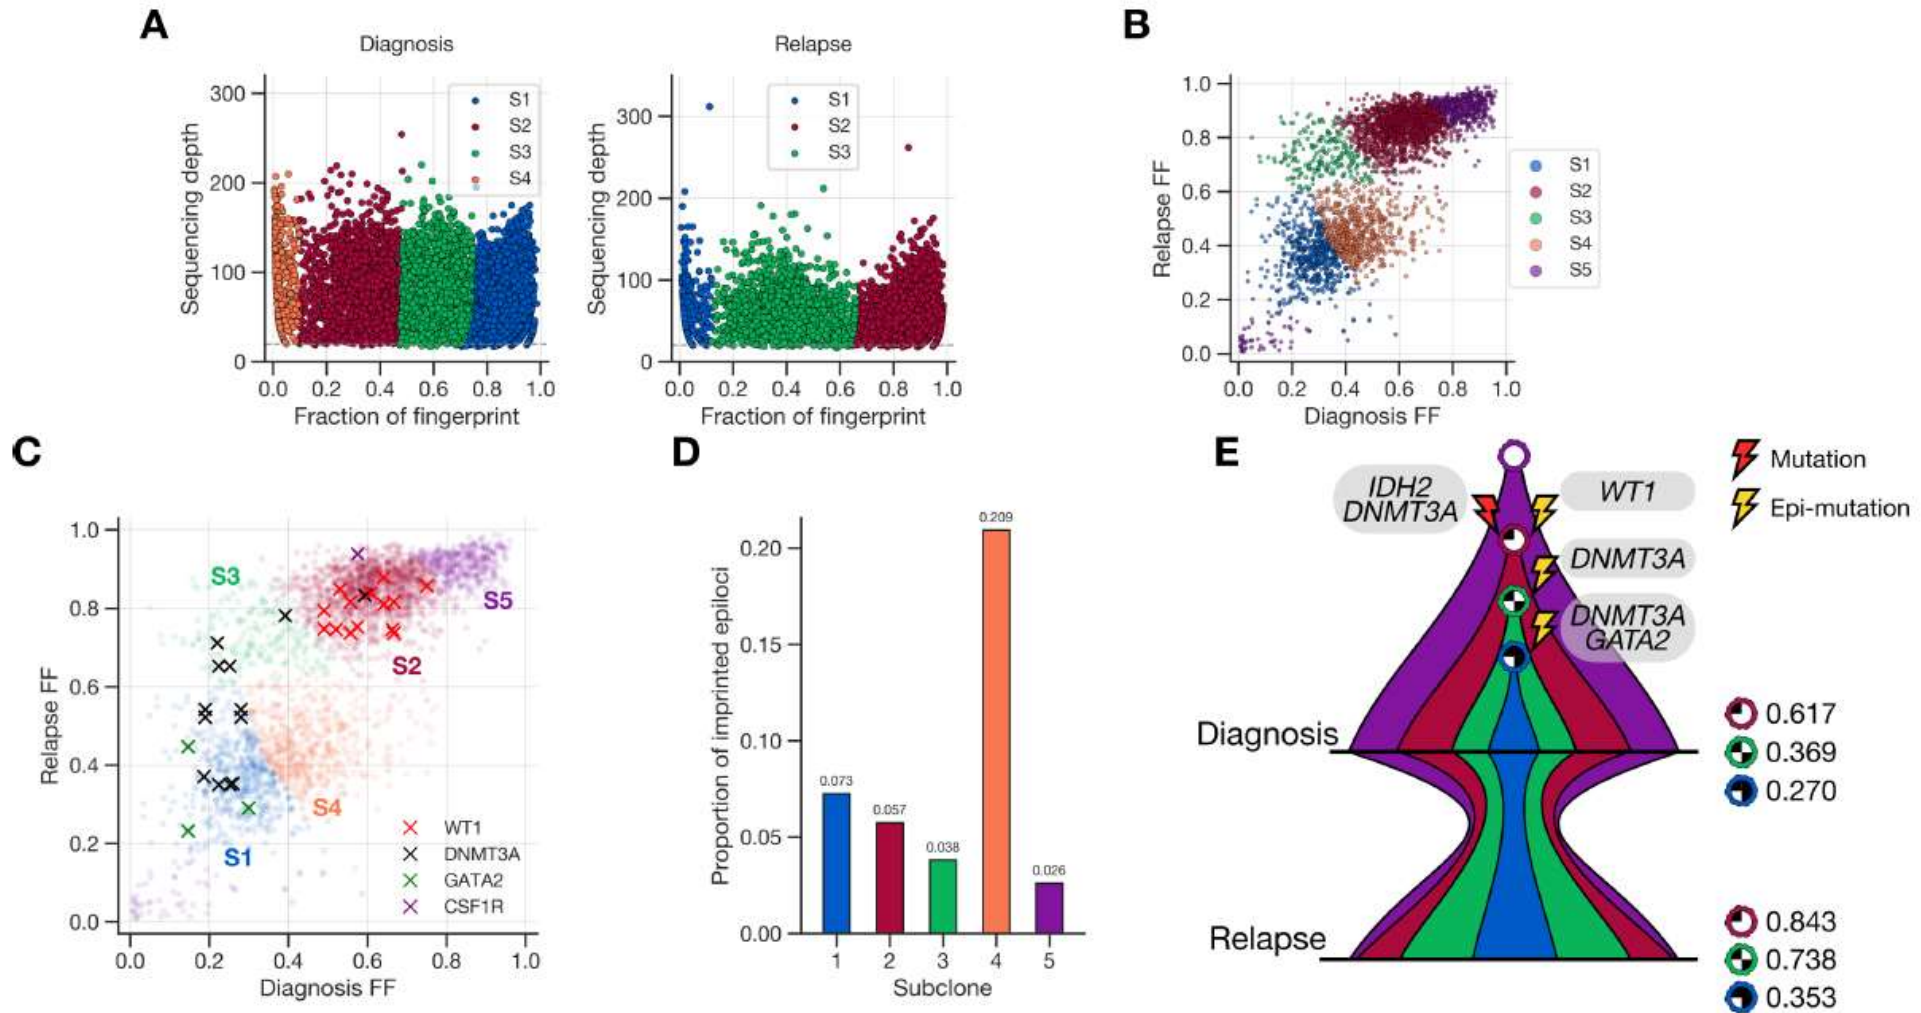 A
Diagnosis
Relapse
B
300
200
100
0
Sequencing depth
0.0 0.2 0.4 0.6 0.8 1.0
Fraction of fingerprint
S1
S2
S3
S4
300
200
100
0
Sequencing depth
0.0 0.2 0.4 0.6 0.8 1.0
Fraction of fingerprint
S1
S2
S3
1.0
0.8
0.6
0.4
0.2
0.0
Relapse FF
0.0 0.2 0.4 0.6 0.8 1.0
Diagnosis FF
S1
S2
S3
S4
S5
C
1.0
0.8
0.6
0.4
0.2
0.0
Relapse FF
0.0 0.2 0.4 0.6 0.8 1.0
Diagnosis FF
S3
S5
S2
S4
S1
WT1
DNMT3A
GATA2
CSF1R
D
0.20
0.15
0.10
0.05
0.00
Proportion of imprinted epiloci
0.073
0.057
0.038
0.209
0.026
1 2 3 4 5
Subclone
E
IDH2
DNMT3A
WT1
DNMT3A
DNMT3A
GATA2
Mutation
Epi-mutation
Diagnosis
0.617
0.369
0.270
Relapse
0.843
0.738
0.353